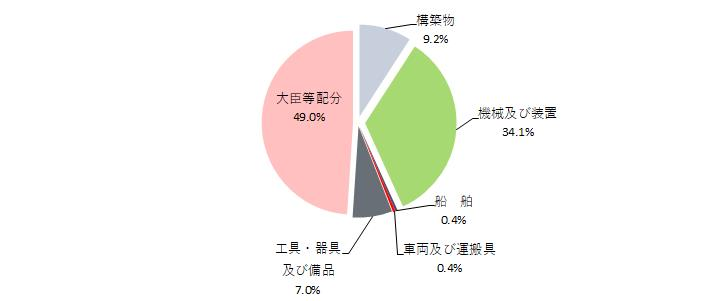 構築物
9.2%
機械及び装置
34.1%
船　舶
0.4%
車両及び運搬具
0.4%
工具・器具
及び備品
7.0%
大臣等配分
49.0%